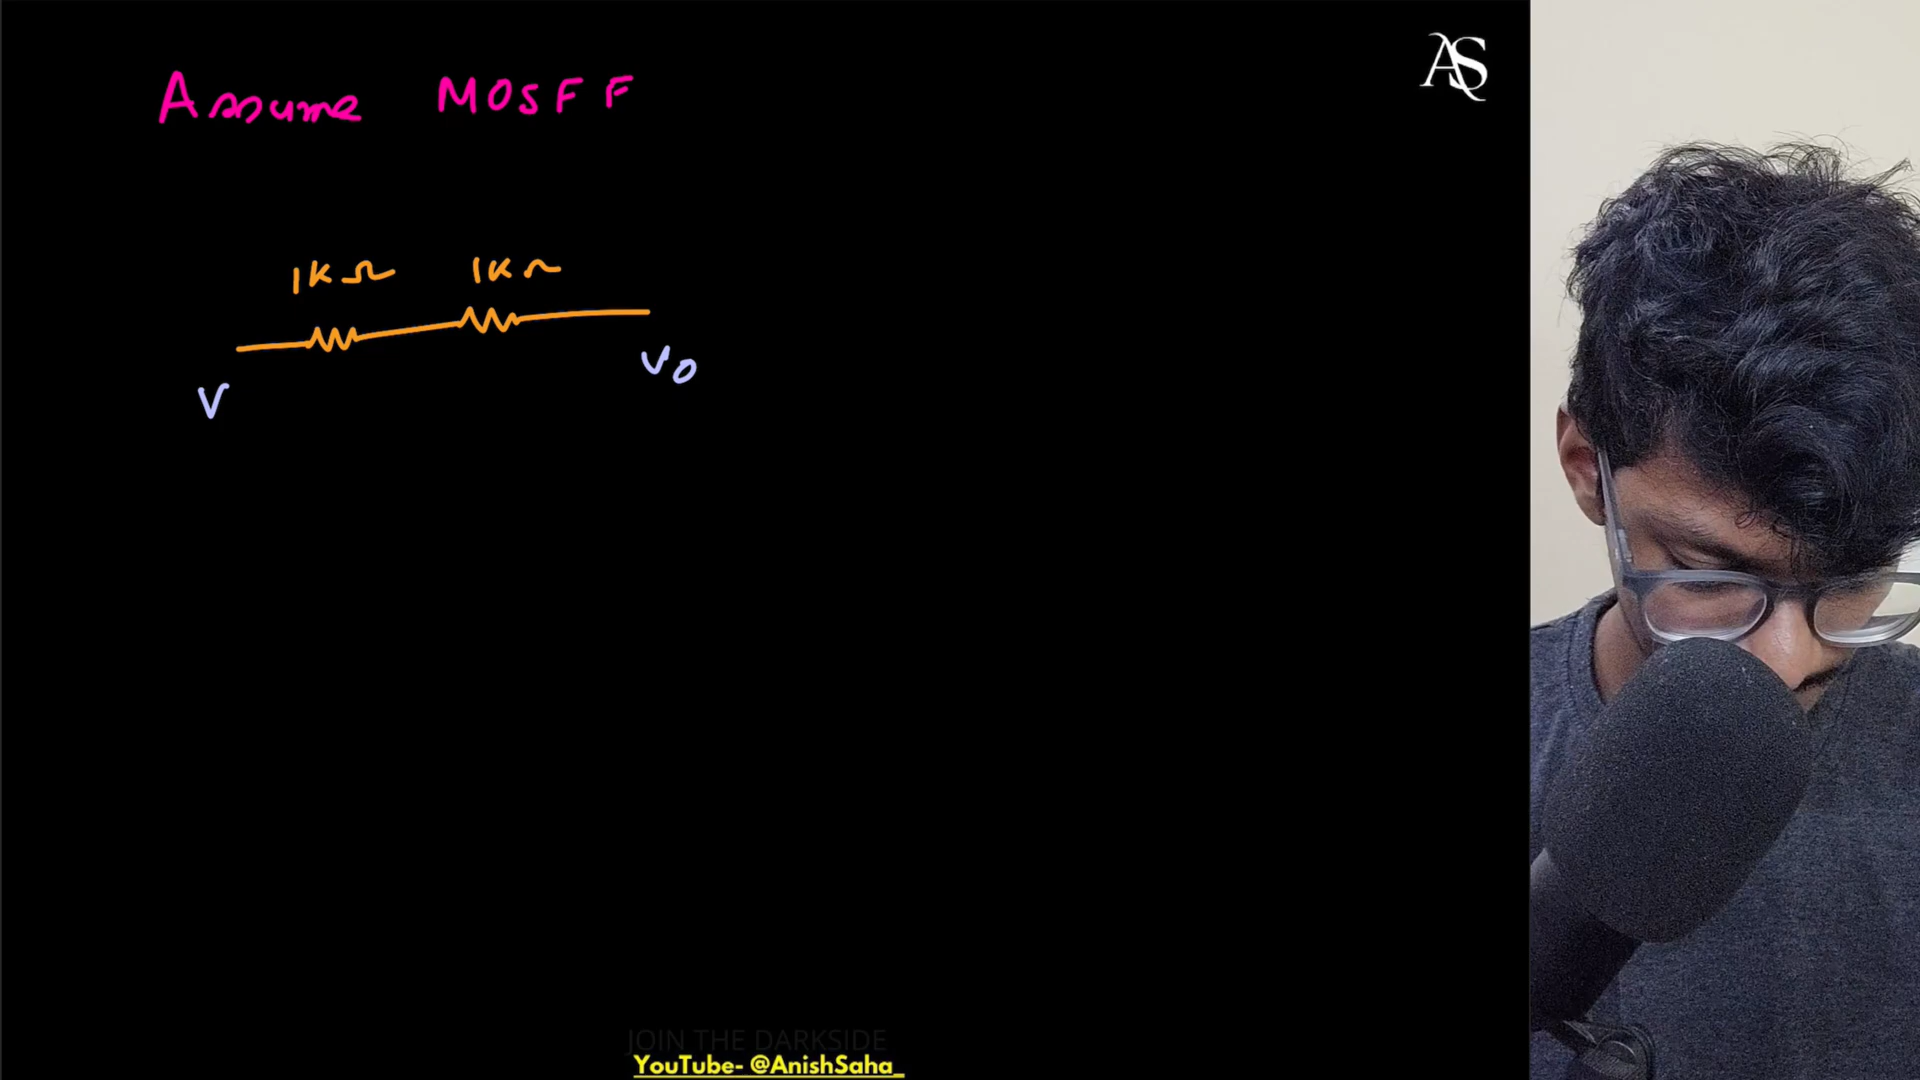 Assume MOSFF
AS
1KΩ 1KΩ
V
Vo
JOIN THE DARKSIDE
YouTube- @AnishSaha_